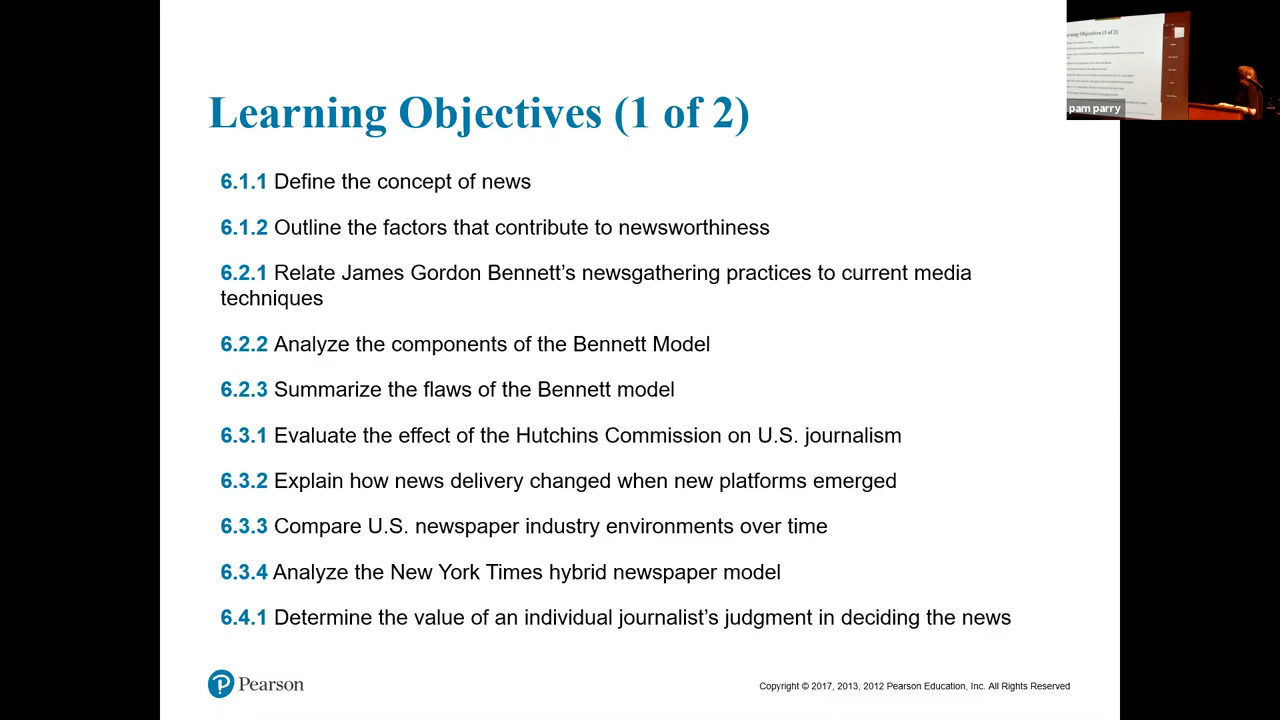 Learning Objectives (1 of 2)
6.1.1 Define the concept of news
6.1.2 Outline the factors that contribute to newsworthiness
6.2.1 Relate James Gordon Bennett’s newsgathering practices to current media
techniques
6.2.2 Analyze the components of the Bennett Model
6.2.3 Summarize the flaws of the Bennett model
6.3.1 Evaluate the effect of the Hutchins Commission on U.S. journalism
6.3.2 Explain how news delivery changed when new platforms emerged
6.3.3 Compare U.S. newspaper industry environments over time
6.3.4 Analyze the New York Times hybrid newspaper model
6.4.1 Determine the value of an individual journalist’s judgment in deciding the news
Pearson
Copyright © 2017, 2013, 2012 Pearson Education, Inc. All Rights Reserved
Learning Objectives (1 of 2)
pam parry